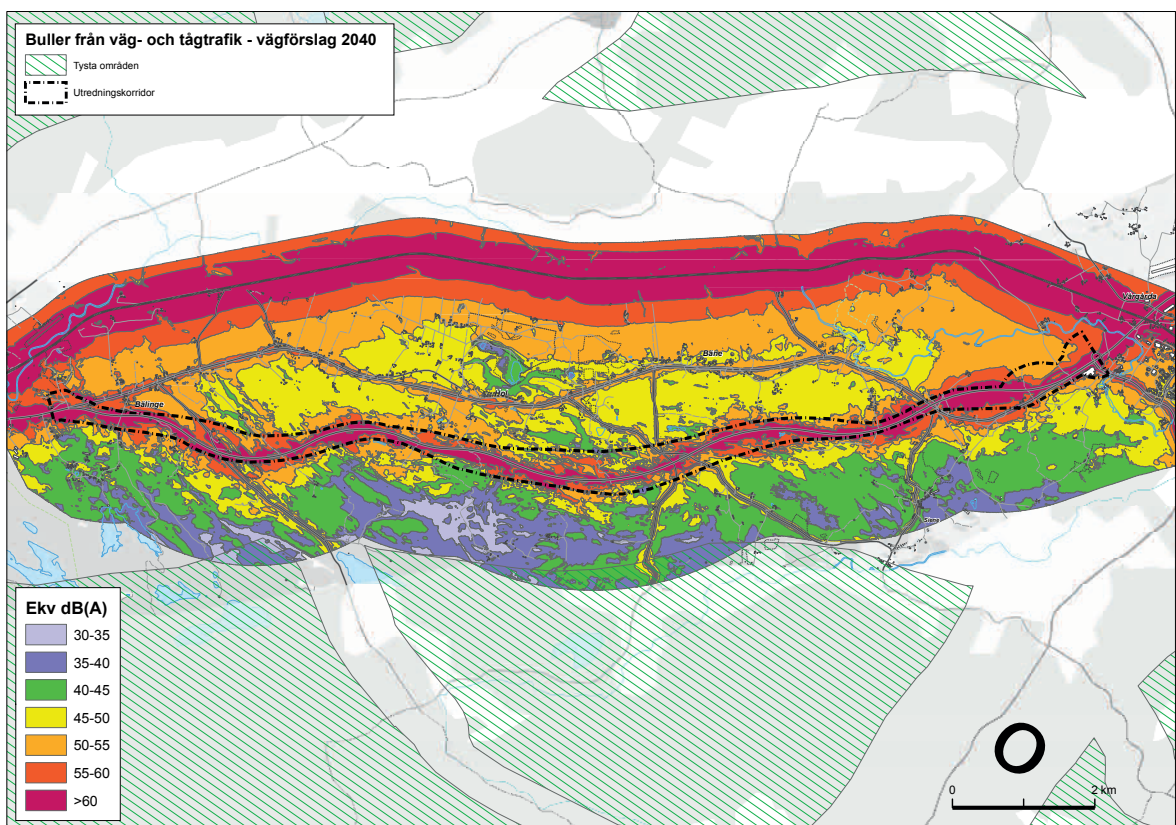 Buller från väg- och tågtrafik - vägförslag 2040
Tysta områden
Utredningskorridor
Vårgårda
Bäne
Hol
Bälinge
Siene
Ekv dB(A)
30-35
35-40
40-45
45-50
50-55
55-60
>60
0
2 km